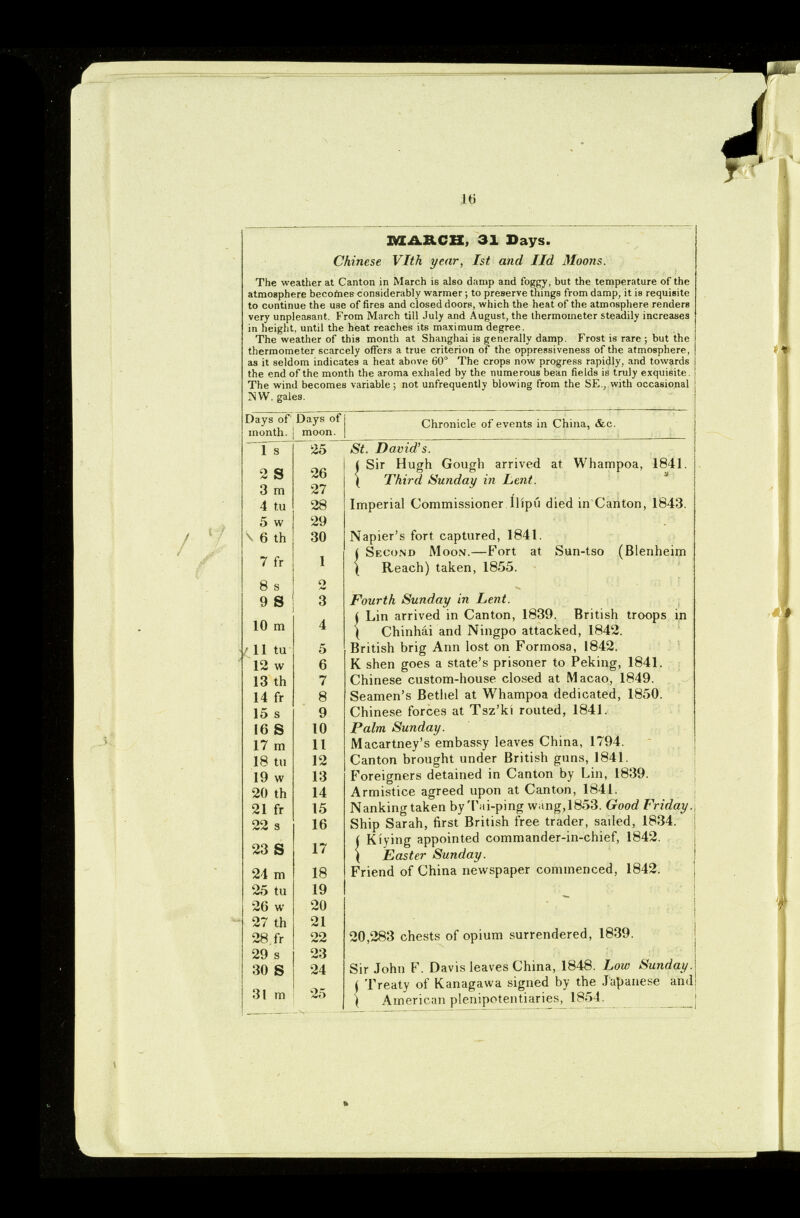 16
MARCH, 31 Days.
Chinese VIth year, Ist and IId Moons.
The weather at Canton in March is also damp and foggy, but the temperature of the
atmosphere becomes considerably warmer; to preserve things from damp, it is requisite
to continue the use of fires and closed doors, which the heat of the atmosphere renders
very unpleasant. From March till July and August, the thermometer steadily increases
in height, until the heat reaches its maximum degree.
The weather of this month at Shanghai is generally damp. Frost is rare; but the
thermometer scarcely offers a true criterion of the oppressiveness of the atmosphere,
as it seldom indicates a heat above 60° The crops now progress rapidly, and towards
the end of the month the aroma exhaled by the numerous bean fields is truly exquisite.
The wind becomes variable; not unfrequently blowing from the SE., with occasional
NW. gales.
Days of month. Days of moon. Chronicle of events in China, &c.
1 s 25 St. David's.
2 S 26 Sir Hugh Gough arrived at Whampoa, 1841.
Third Sunday in Lent.
3 m 27
4 tu 28 Imperial Commissioner Ílípú died in Canton, 1843.
5 w 29
6 th 30 Napier's fort captured, 1841.
7 fr 1 SECOND MOON.—Fort at Sun-tso (Blenheim
Reach) taken, 1855.
8 s 2
9 S 3 Fourth Sunday in Lent.
10 m 4 Lin arrived in Canton, 1839. British troops in
Chinhái and Ningpo attacked, 1842.
11 tu 5 British brig Ann lost on Formosa, 1842.
12 w 6 K shen goes a state's prisoner to Peking, 1841.
13 th 7 Chinese custom-house closed at Macao, 1849.
14 fr 8 Seamen's Bethel at Whampoa dedicated, 1850.
15 s 9 Chinese forces at Tsz'kí routed, 1841.
16 S 10 Palm Sunday.
17 m 11 Macartney's embassy leaves China, 1794.
18 tu 12 Canton brought under British guns, 1841.
19 w 13 Foreigners detained in Canton by Lin, 1839.
20 th 14 Armistice agreed upon at Canton, 1841.
21 fr 15 Nanking taken by Tai-ping wang, 1853. Good Friday.
22 s 16 Ship Sarah, first British free trader, sailed, 1834.
23 S 17 Kíying appointed commander-in-chief, 1842.
Easter Sunday.
24 m 18 Friend of China newspaper commenced, 1842.
25 tu 19
26 w 20
27 th 21
28 fr 22 20,283 chests of opium surrendered, 1839.
29 s 23
30 S 24 Sir John F. Davis leaves China, 1848. Low Sunday.
31 m 25 Treaty of Kanagawa signed by the Japanese and
American plenipotentiaries, 1854.